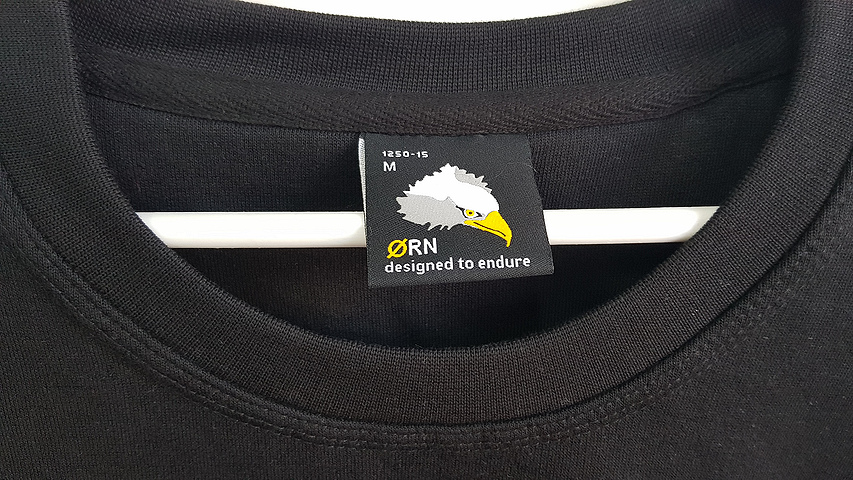 1250-15
M
ØRN
designed to endure